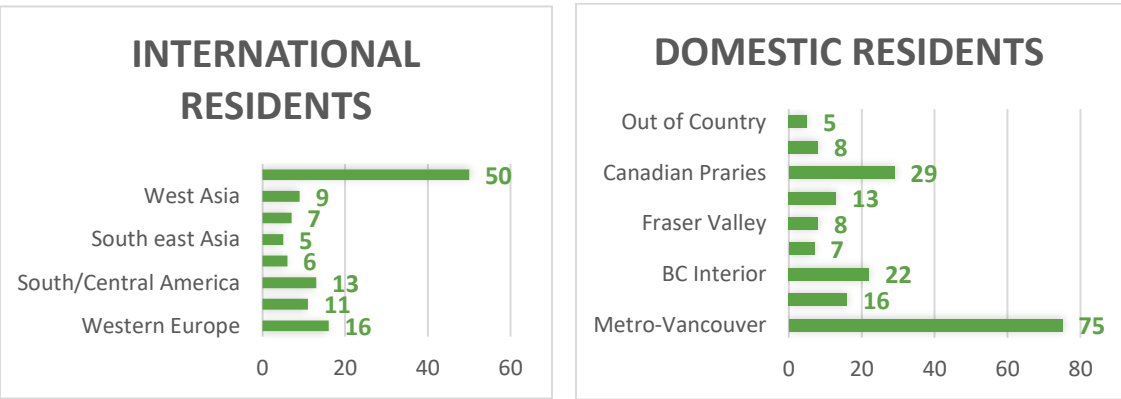 INTERNATIONAL
RESIDENTS
50
West Asia 9
7
South east Asia 5
6
South/Central America 13
11
Western Europe 16
0 20 40 60
DOMESTIC RESIDENTS
Out of Country 5
8
Canadian Praries 29
13
Fraser Valley 8
7
BC Interior 22
16
Metro-Vancouver 75
0 20 40 60 80